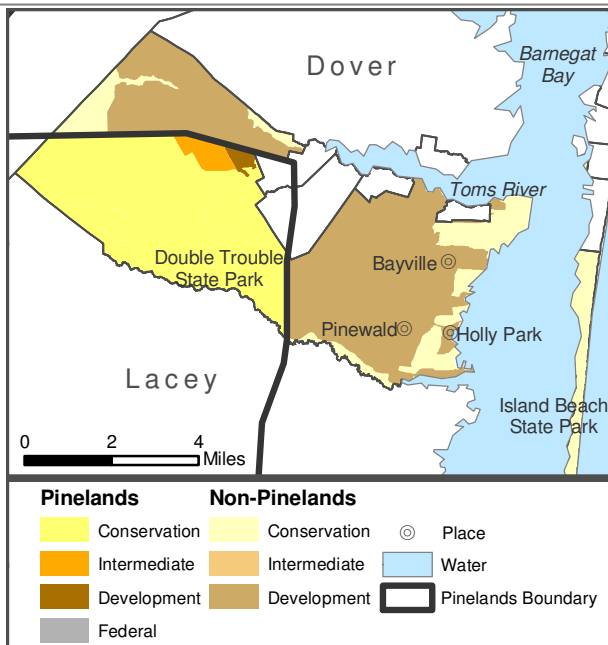 Dover
Barnegat
Bay
Toms River
Double Trouble
State Park
Bayville
Pinewald
Holly Park
Lacey
Island Beach
State Park
0 2 4
Miles
Pinelands Non-Pinelands
Conservation Conservation Place
Intermediate Intermediate Water
Development Development Pinelands Boundary
Federal